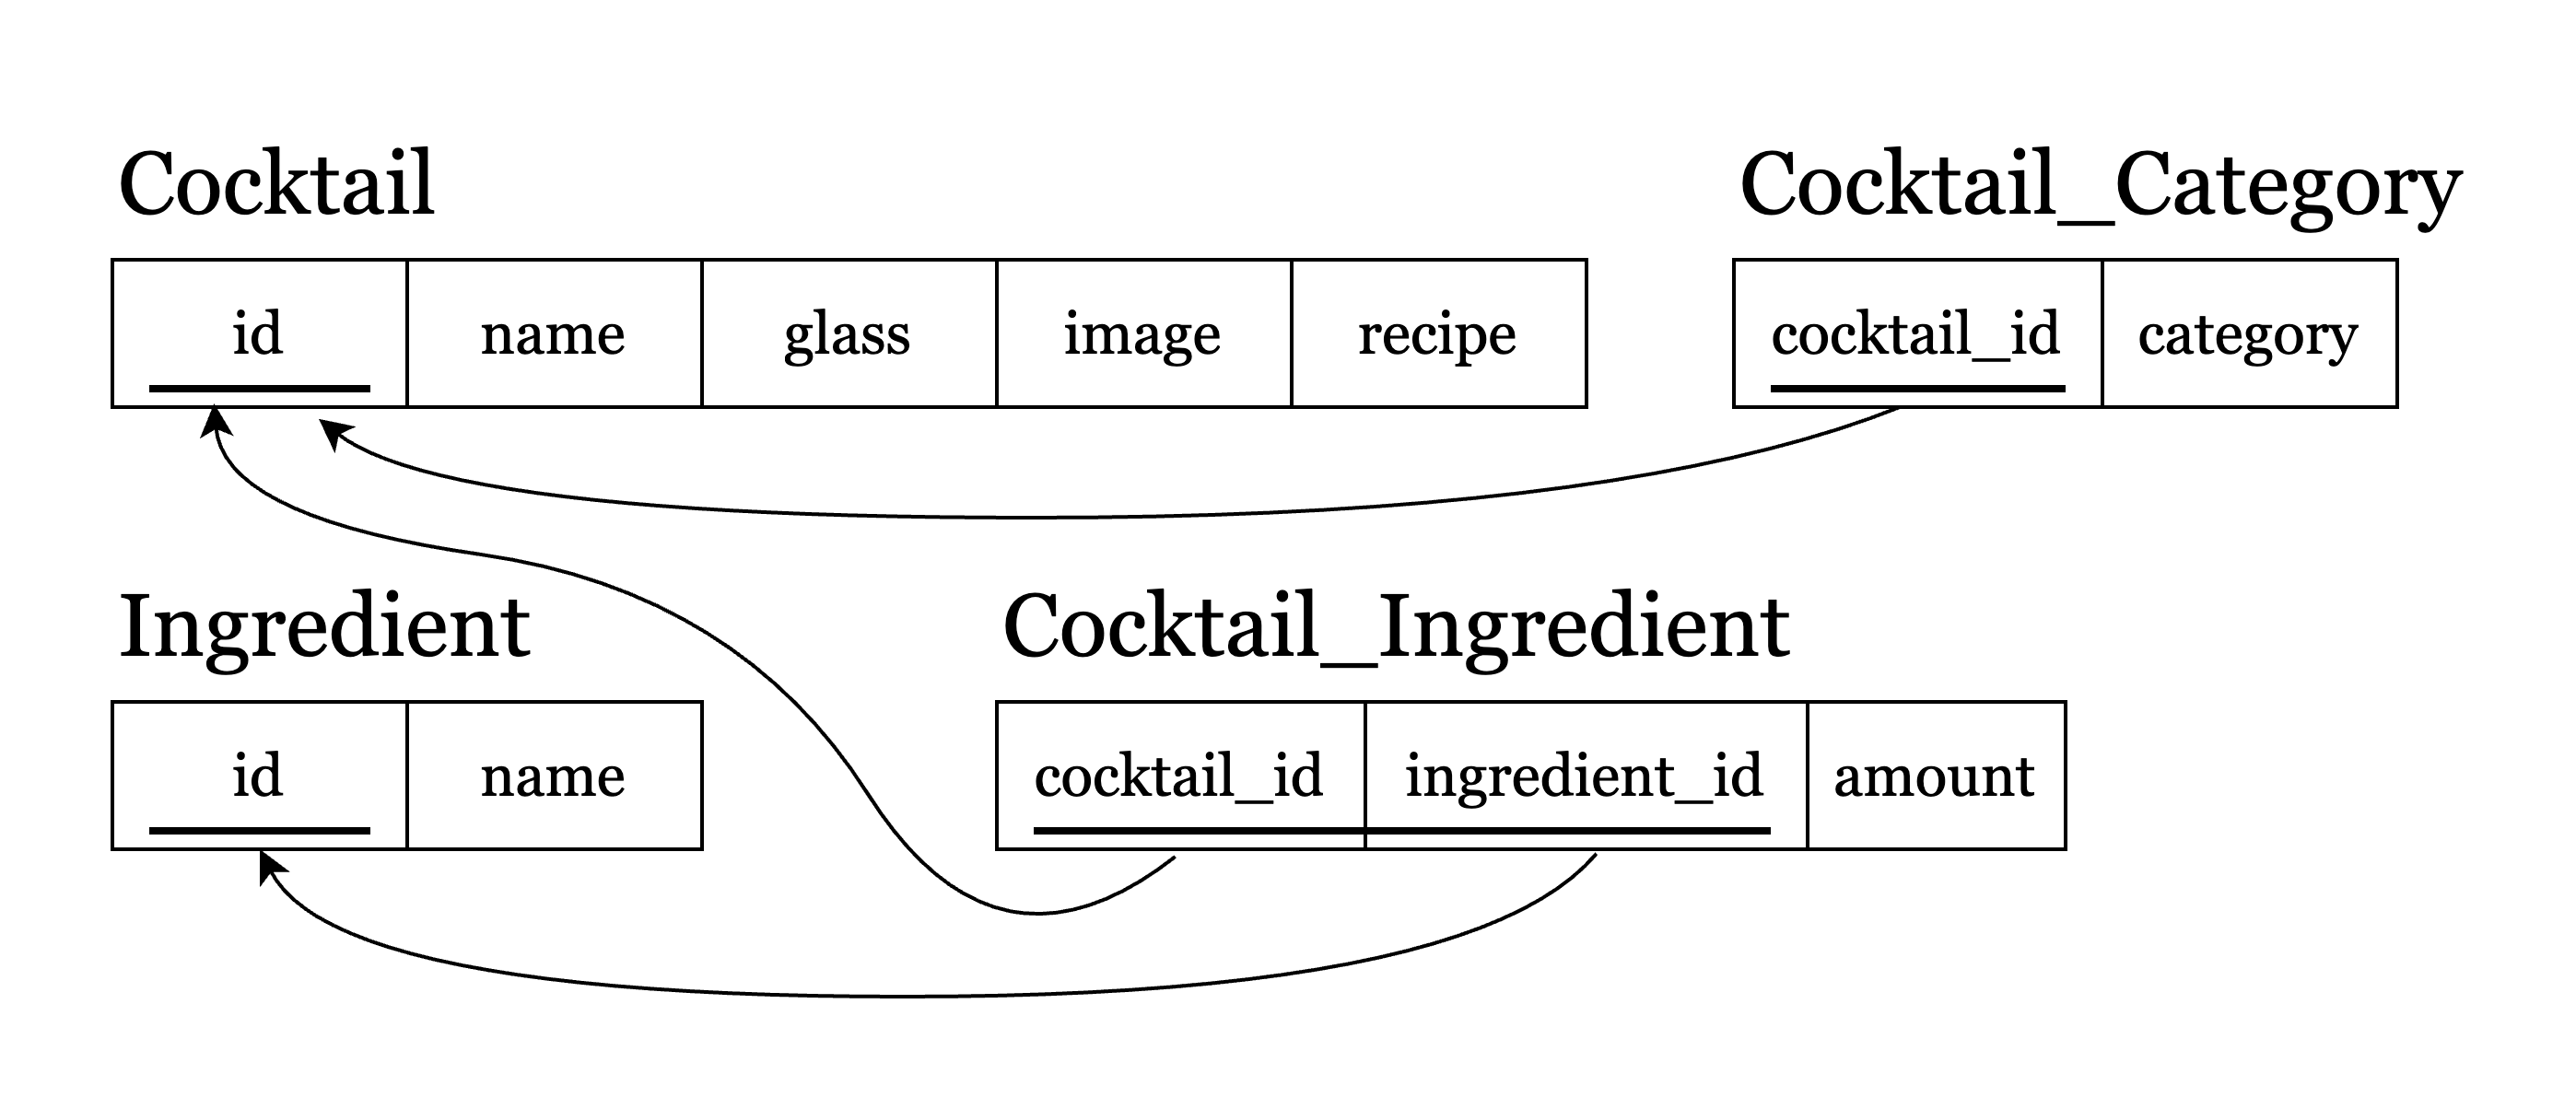 Cocktail
id name glass image recipe
Cocktail_Category
cocktail_id category
Ingredient
id name
Cocktail_Ingredient
cocktail_id ingredient_id amount